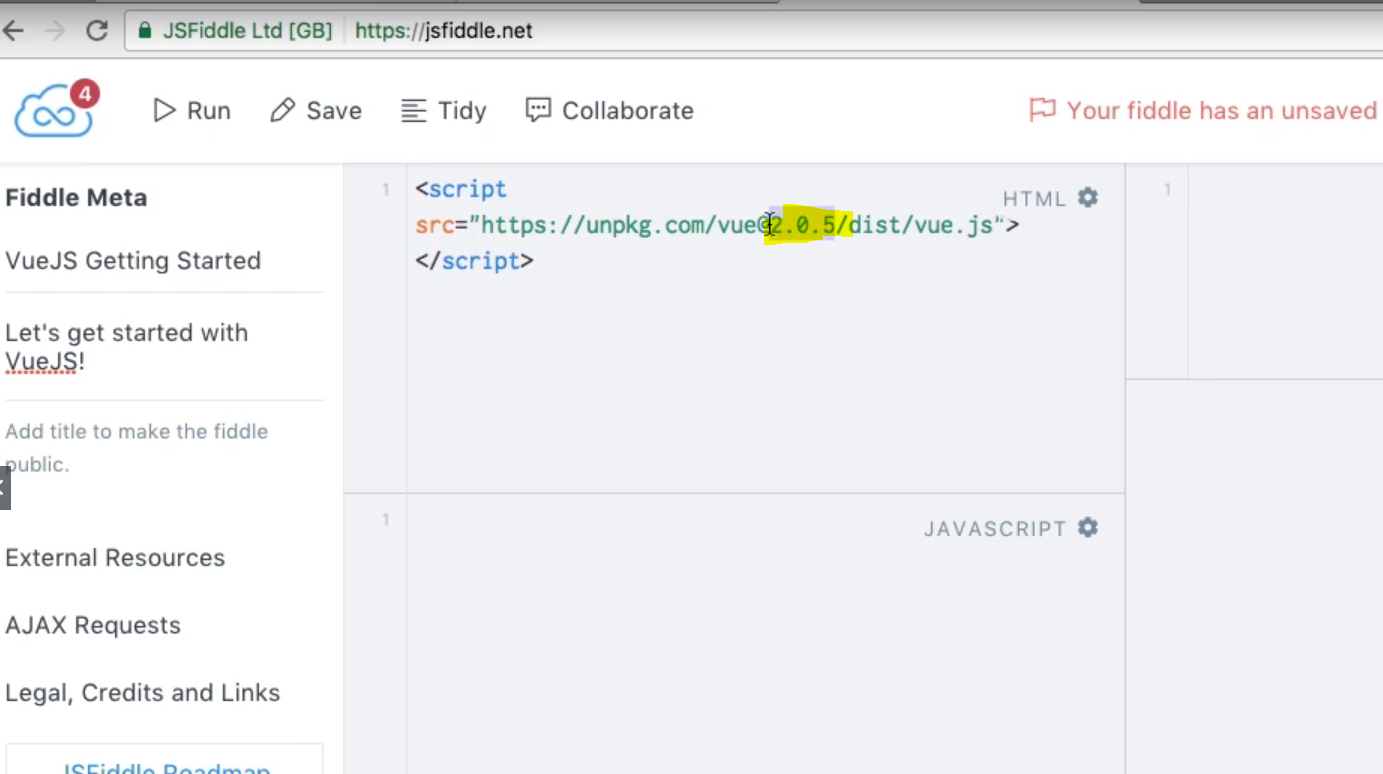 JSFiddle Ltd [GB] https://jsfiddle.net
4
Run Save Tidy Collaborate
Your fiddle has an unsaved
Fiddle Meta
VueJS Getting Started
Let's get started with
VueJS!
Add title to make the fiddle
public.
External Resources
AJAX Requests
Legal, Credits and Links
JSFiddle Roadmap
1 <script
src="https://unpkg.com/vue@2.0.5/dist/vue.js">
</script>
HTML
1
JAVASCRIPT
1